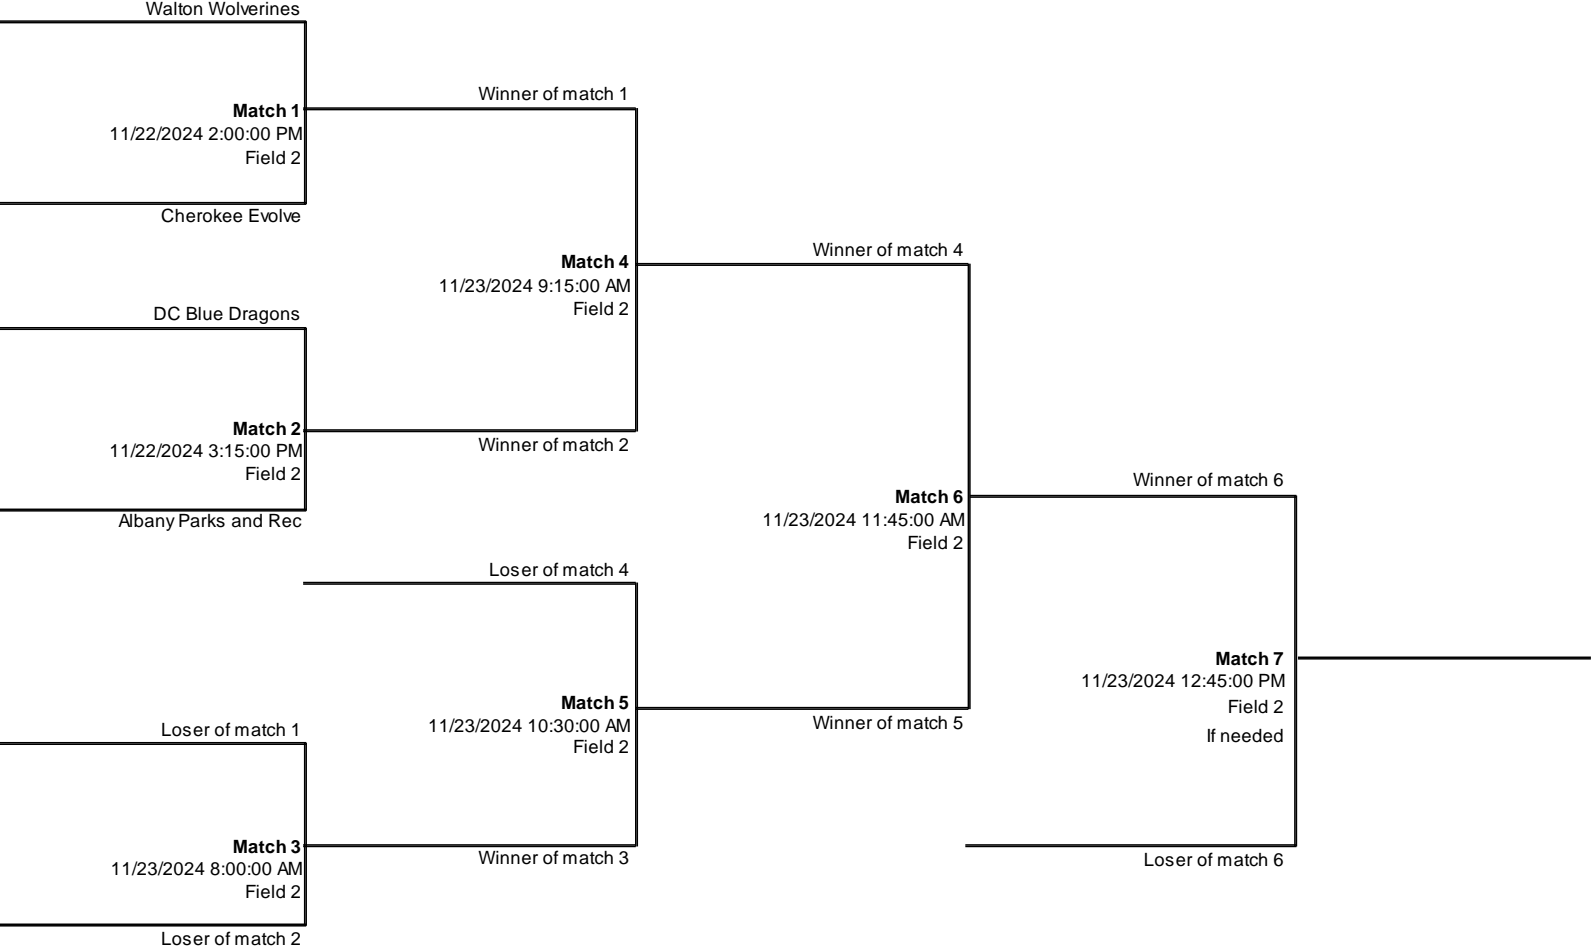 Walton Wolverines
Match 1
11/22/2024 2:00:00 PM
Field 2
Cherokee Evolve
DC Blue Dragons
Match 2
11/22/2024 3:15:00 PM
Field 2
Albany Parks and Rec
Loser of match 1
Match 3
11/23/2024 8:00:00 AM
Field 2
Loser of match 2
Winner of match 1
Match 4
11/23/2024 9:15:00 AM
Field 2
Winner of match 2
Loser of match 4
Match 5
11/23/2024 10:30:00 AM
Field 2
Winner of match 3
Winner of match 4
Match 6
11/23/2024 11:45:00 AM
Field 2
Winner of match 5
Winner of match 6
Match 7
11/23/2024 12:45:00 PM
Field 2
If needed
Loser of match 6